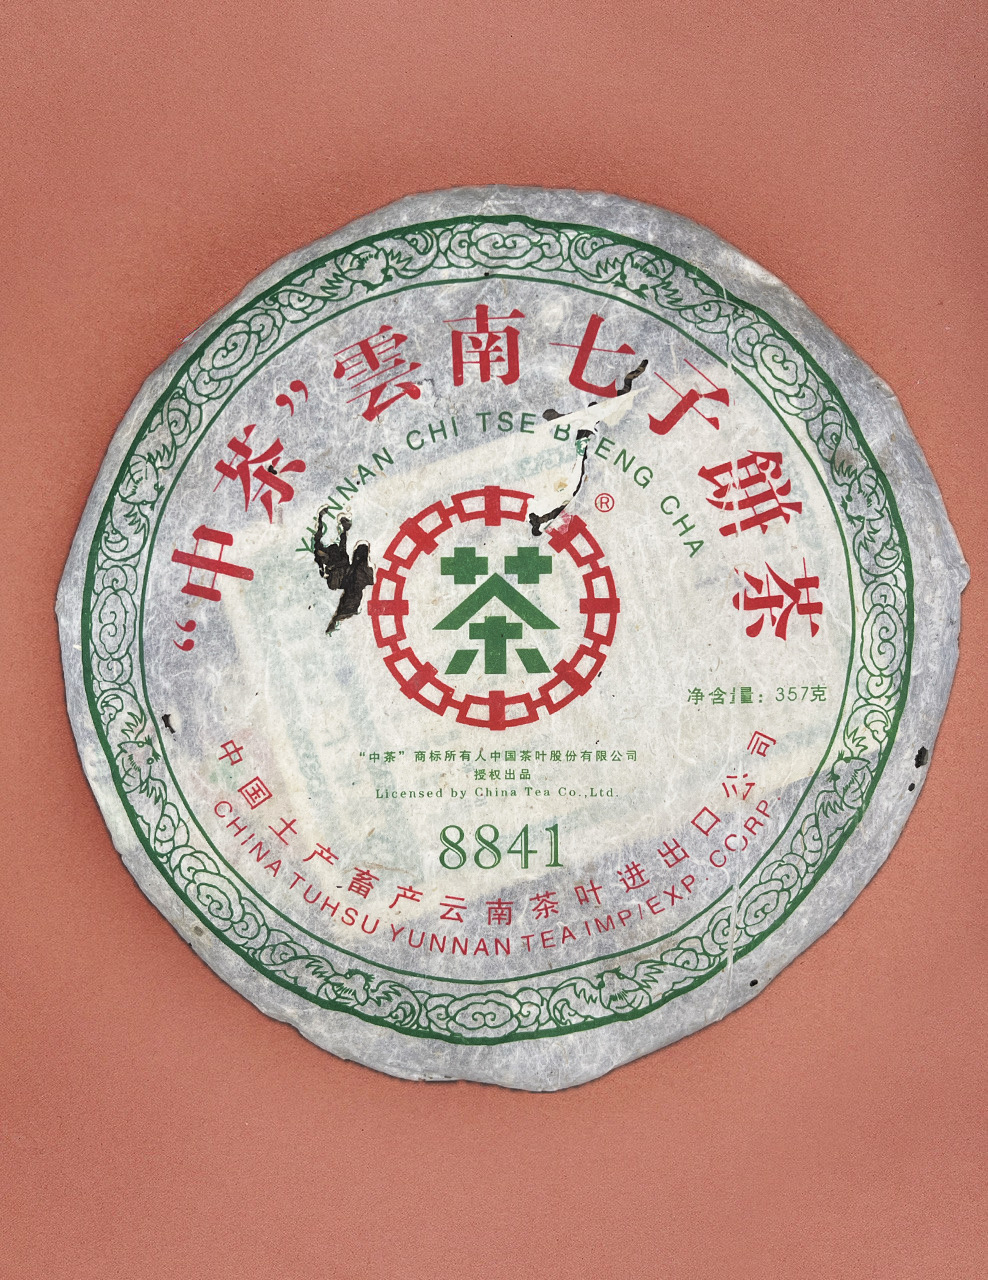 “中茶”雲南七子餅茶
YUNNAN CHI TSE BEENG CHA
®
茶
净含量：357克
“中茶”商标所有人中国茶叶股份有限公司
授权出品
Licensed by China Tea Co.,Ltd.
8841
中国土产畜产云南茶叶进出口公司
CHINA TUHSU YUNNAN TEA IMP/EXP. CORP.